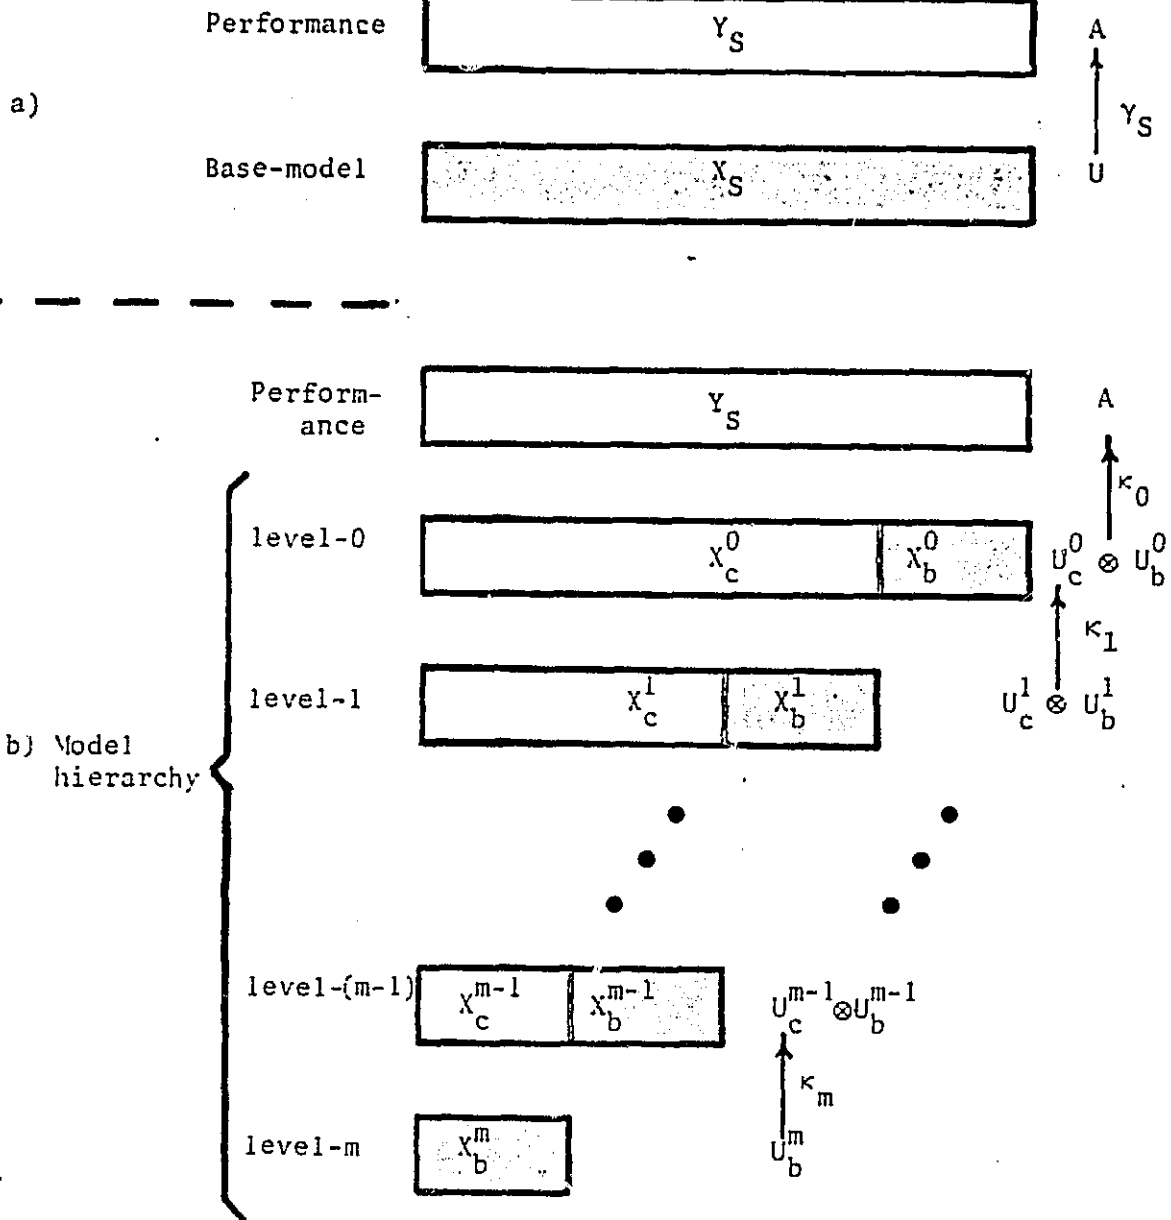 Performance Y_S A
a)
γ_S
Base-model X_S U
Perform-
ance
Y_S A
κ_0
level-0 X_c^0 X_b^0 U_c^0 ⊗ U_b^0
κ_1
level-1 X_c^1 X_b^1 U_c^1 ⊗ U_b^1
b) Model
hierarchy
level-(m-1) X_c^{m-1} X_b^{m-1} U_c^{m-1} ⊗ U_b^{m-1}
κ_m
level-m X_b^m U_b^m